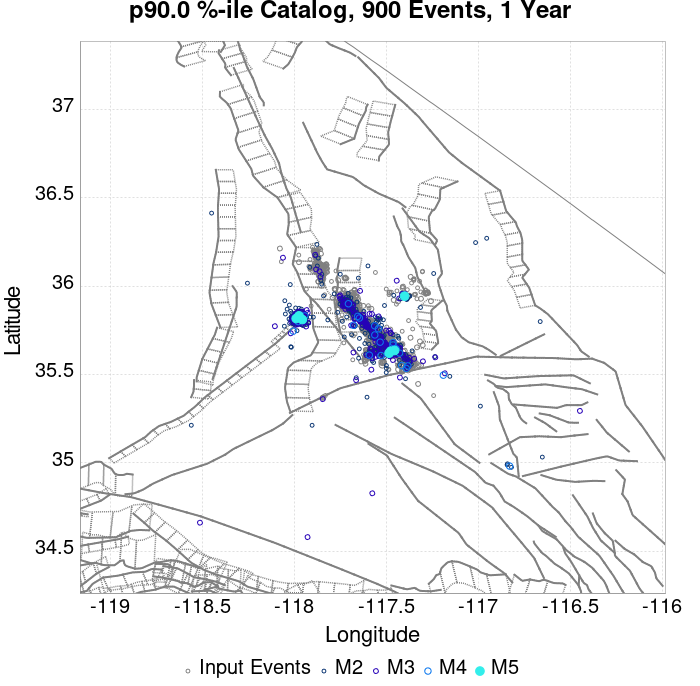 p90.0 %-ile Catalog, 900 Events, 1 Year
37
36.5
36
35.5
35
34.5
Latitude
-119 -118.5 -118 -117.5 -117 -116.5 -116
Longitude
Input Events M2 M3 M4 M5